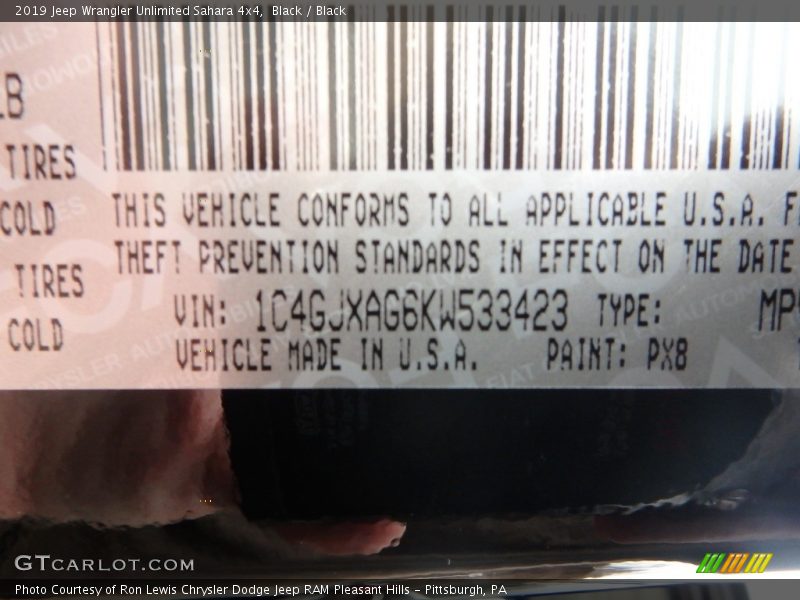 2019 Jeep Wrangler Unlimited Sahara 4x4, Black / Black
LB
TIRES
COLD
TIRES
COLD
THIS VEHICLE CONFORMS TO ALL APPLICABLE U.S.A. F
THEFT PREVENTION STANDARDS IN EFFECT ON THE DATE
VIN: 1C4GJXAG6KW533423 TYPE: MP
VEHICLE MADE IN U.S.A. PAINT: PX8
GTCARLOT.COM
Photo Courtesy of Ron Lewis Chrysler Dodge Jeep RAM Pleasant Hills - Pittsburgh, PA